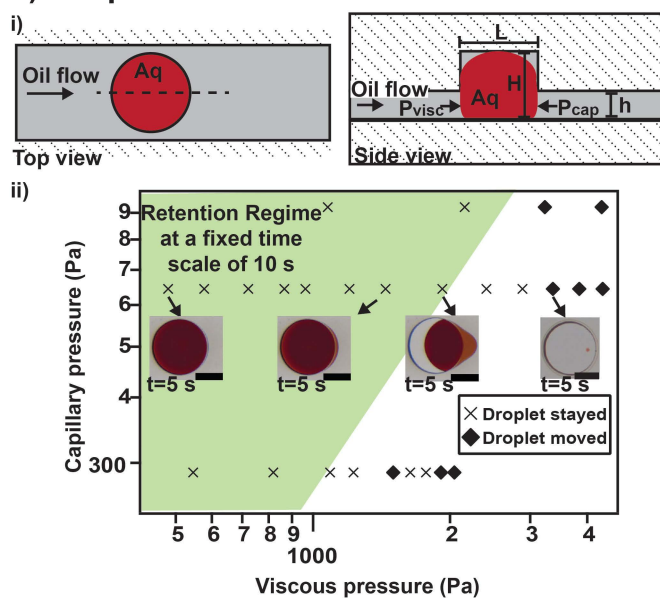 i)
Oil flow
Aq
Top view
L
H
Oil flow
Pvisc
Aq
Pcap
h
Side view
ii)
Capillary pressure (Pa)
9
8
7
6
5
4
300
Retention Regime
at a fixed time
scale of 10 s
t=5 s
t=5 s
t=5 s
t=5 s
Droplet stayed
Droplet moved
5 6 7 8 9 1000 2 3 4
Viscous pressure (Pa)